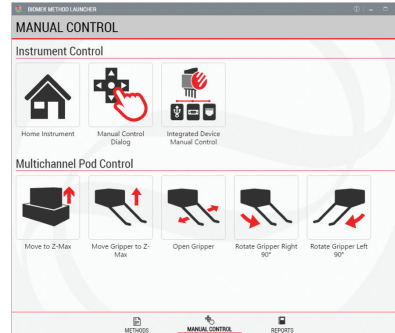 BIOMEK METHOD LAUNCHER
MANUAL CONTROL
Instrument Control
Home Instrument
Manual Control
Dialog
Integrated Device
Manual Control
Multichannel Pod Control
Move to Z-Max
Move Gripper to Z-
Max
Open Gripper
Rotate Gripper Right
90°
Rotate Gripper Left
90°
METHODS
MANUAL CONTROL
REPORTS